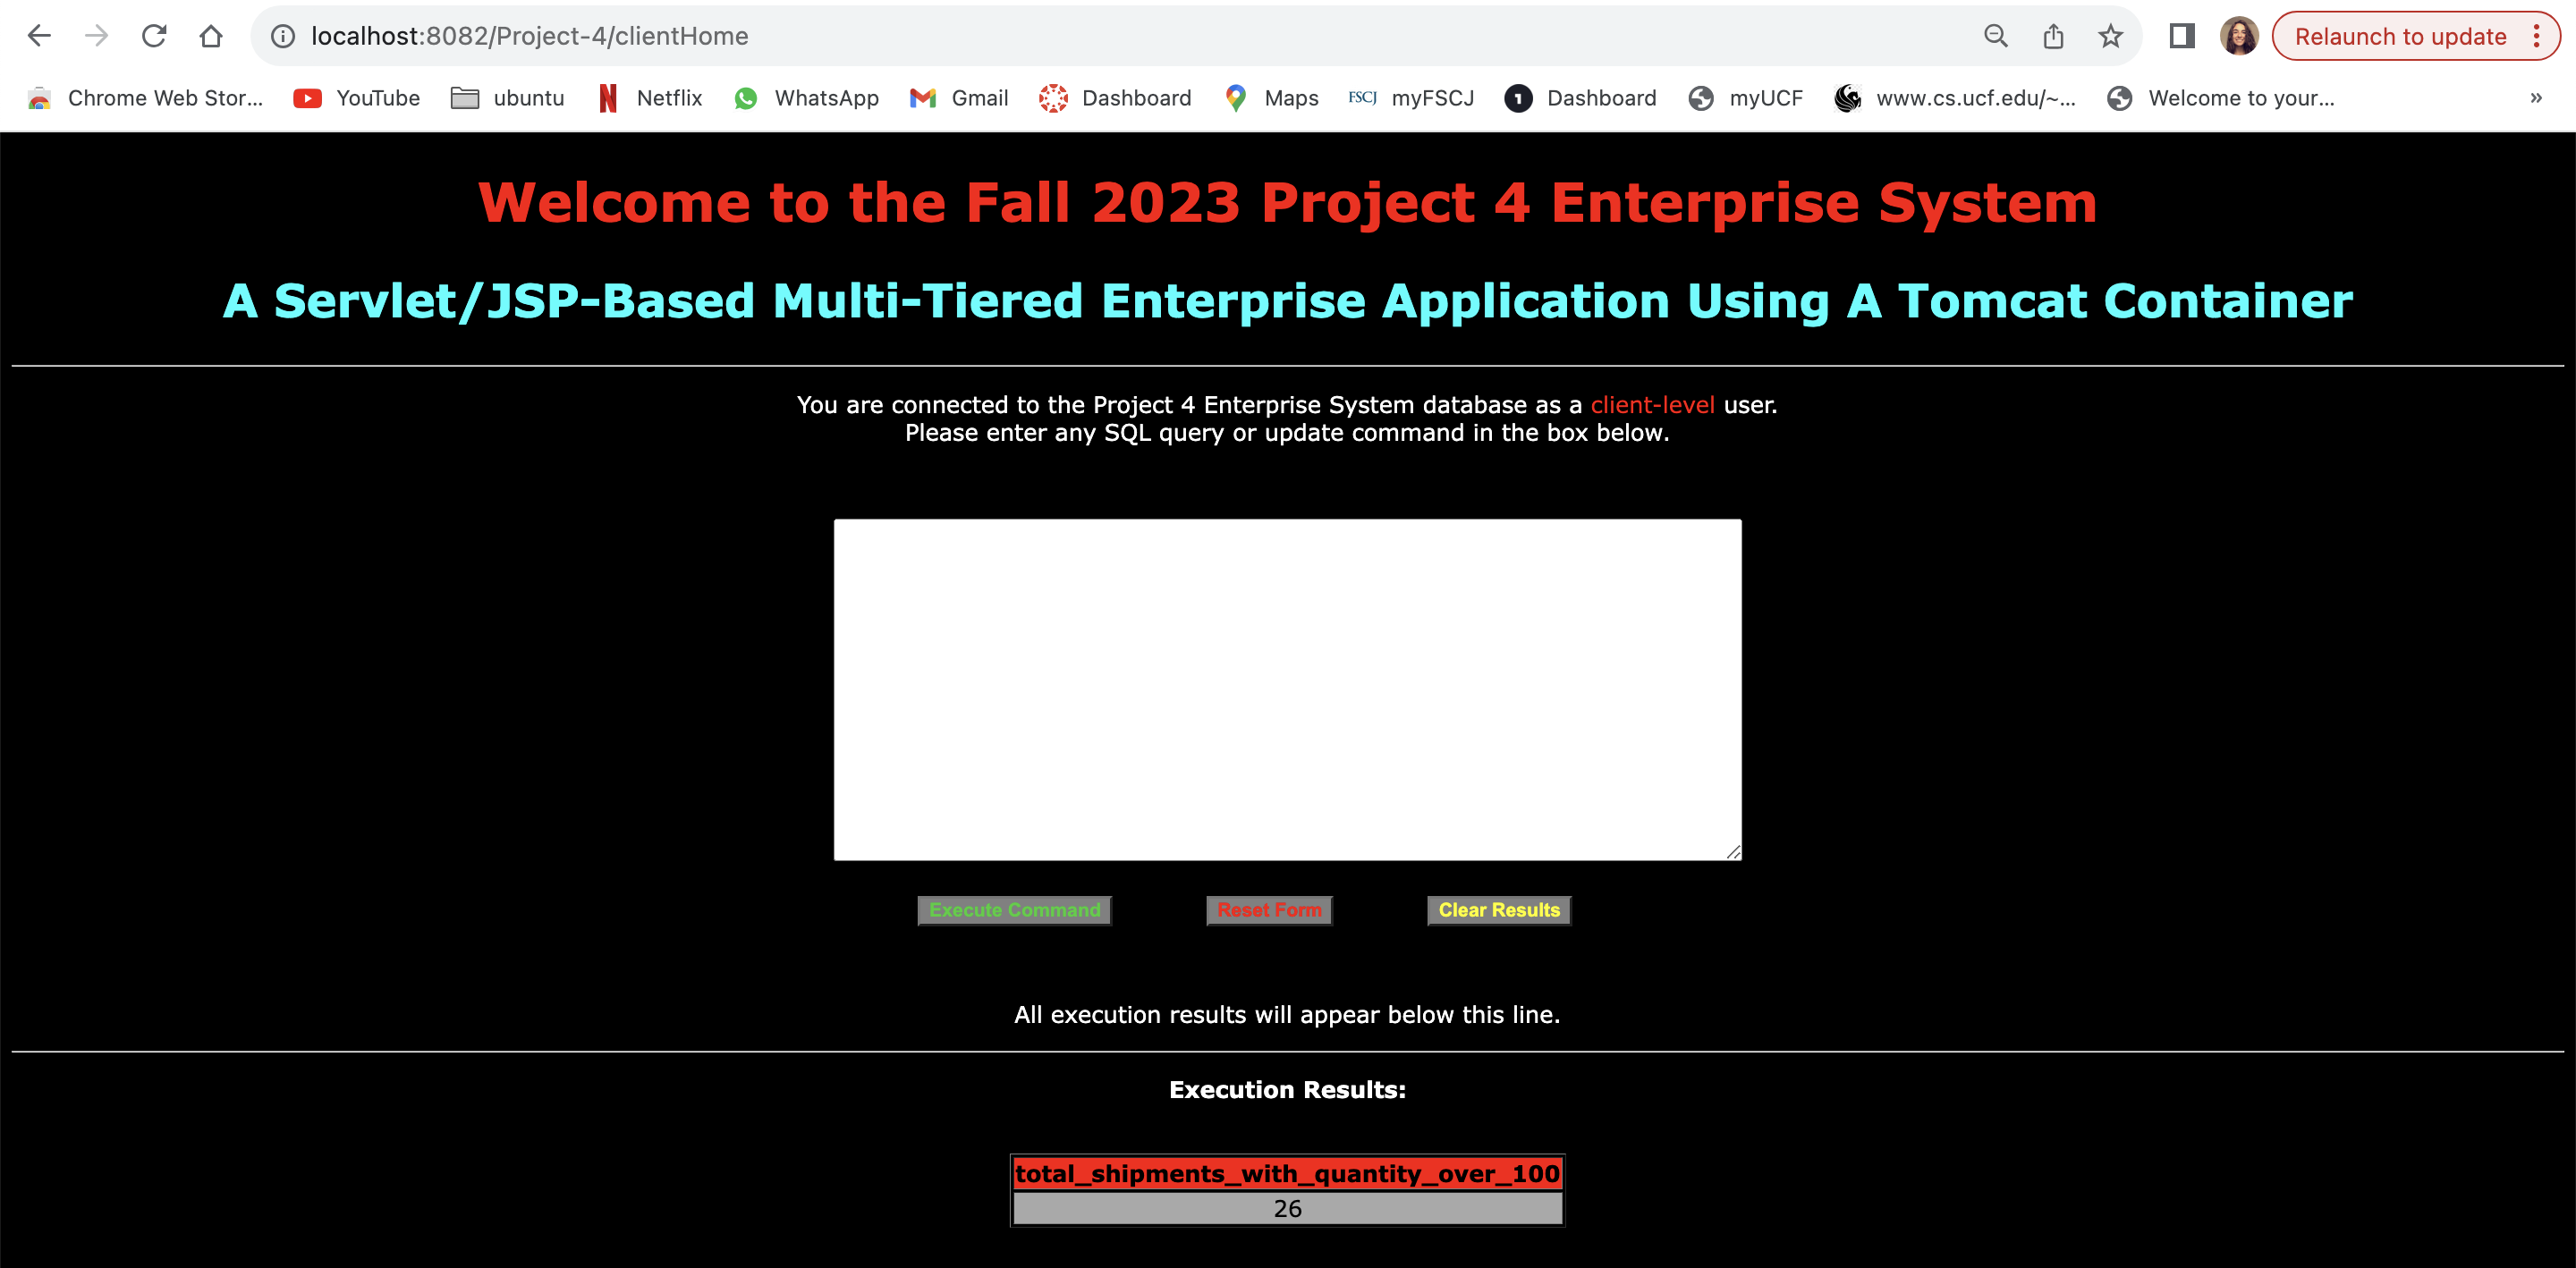 localhost:8082/Project-4/clientHome
Relaunch to update
Chrome Web Stor... YouTube ubuntu Netflix WhatsApp Gmail Dashboard Maps FSCJ myFSCJ 1 Dashboard myUCF www.cs.ucf.edu/~... Welcome to your... »
Welcome to the Fall 2023 Project 4 Enterprise System
A Servlet/JSP-Based Multi-Tiered Enterprise Application Using A Tomcat Container
You are connected to the Project 4 Enterprise System database as a client-level user.
Please enter any SQL query or update command in the box below.
Execute Command Reset Form Clear Results
All execution results will appear below this line.
Execution Results:
total_shipments_with_quantity_over_100
26